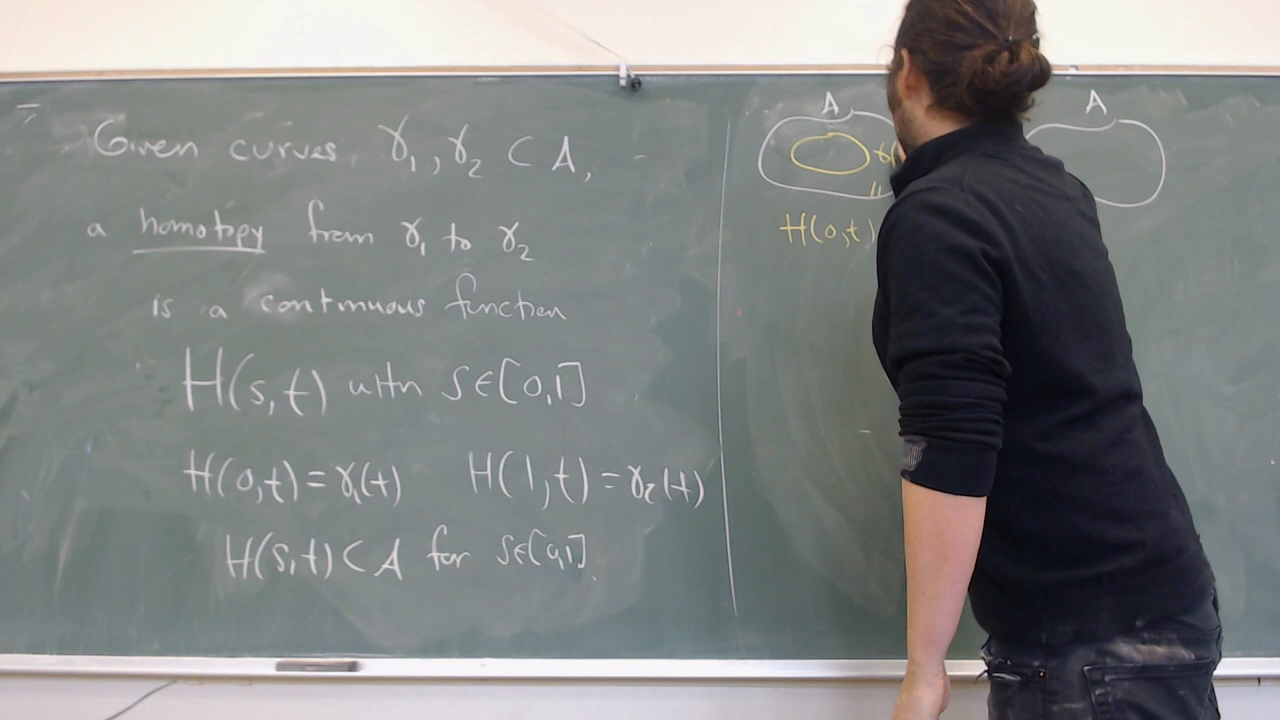 Given curves γ₁, γ₂ ⊂ A,
a homotopy from γ₁ to γ₂
is a continuous function
H(s,t) with s∈[0,1]
H(0,t)=γ₁(t) H(1,t)=γ₂(t)
H(s,t)⊂A for s∈[0,1].
A
A
H(0,t)